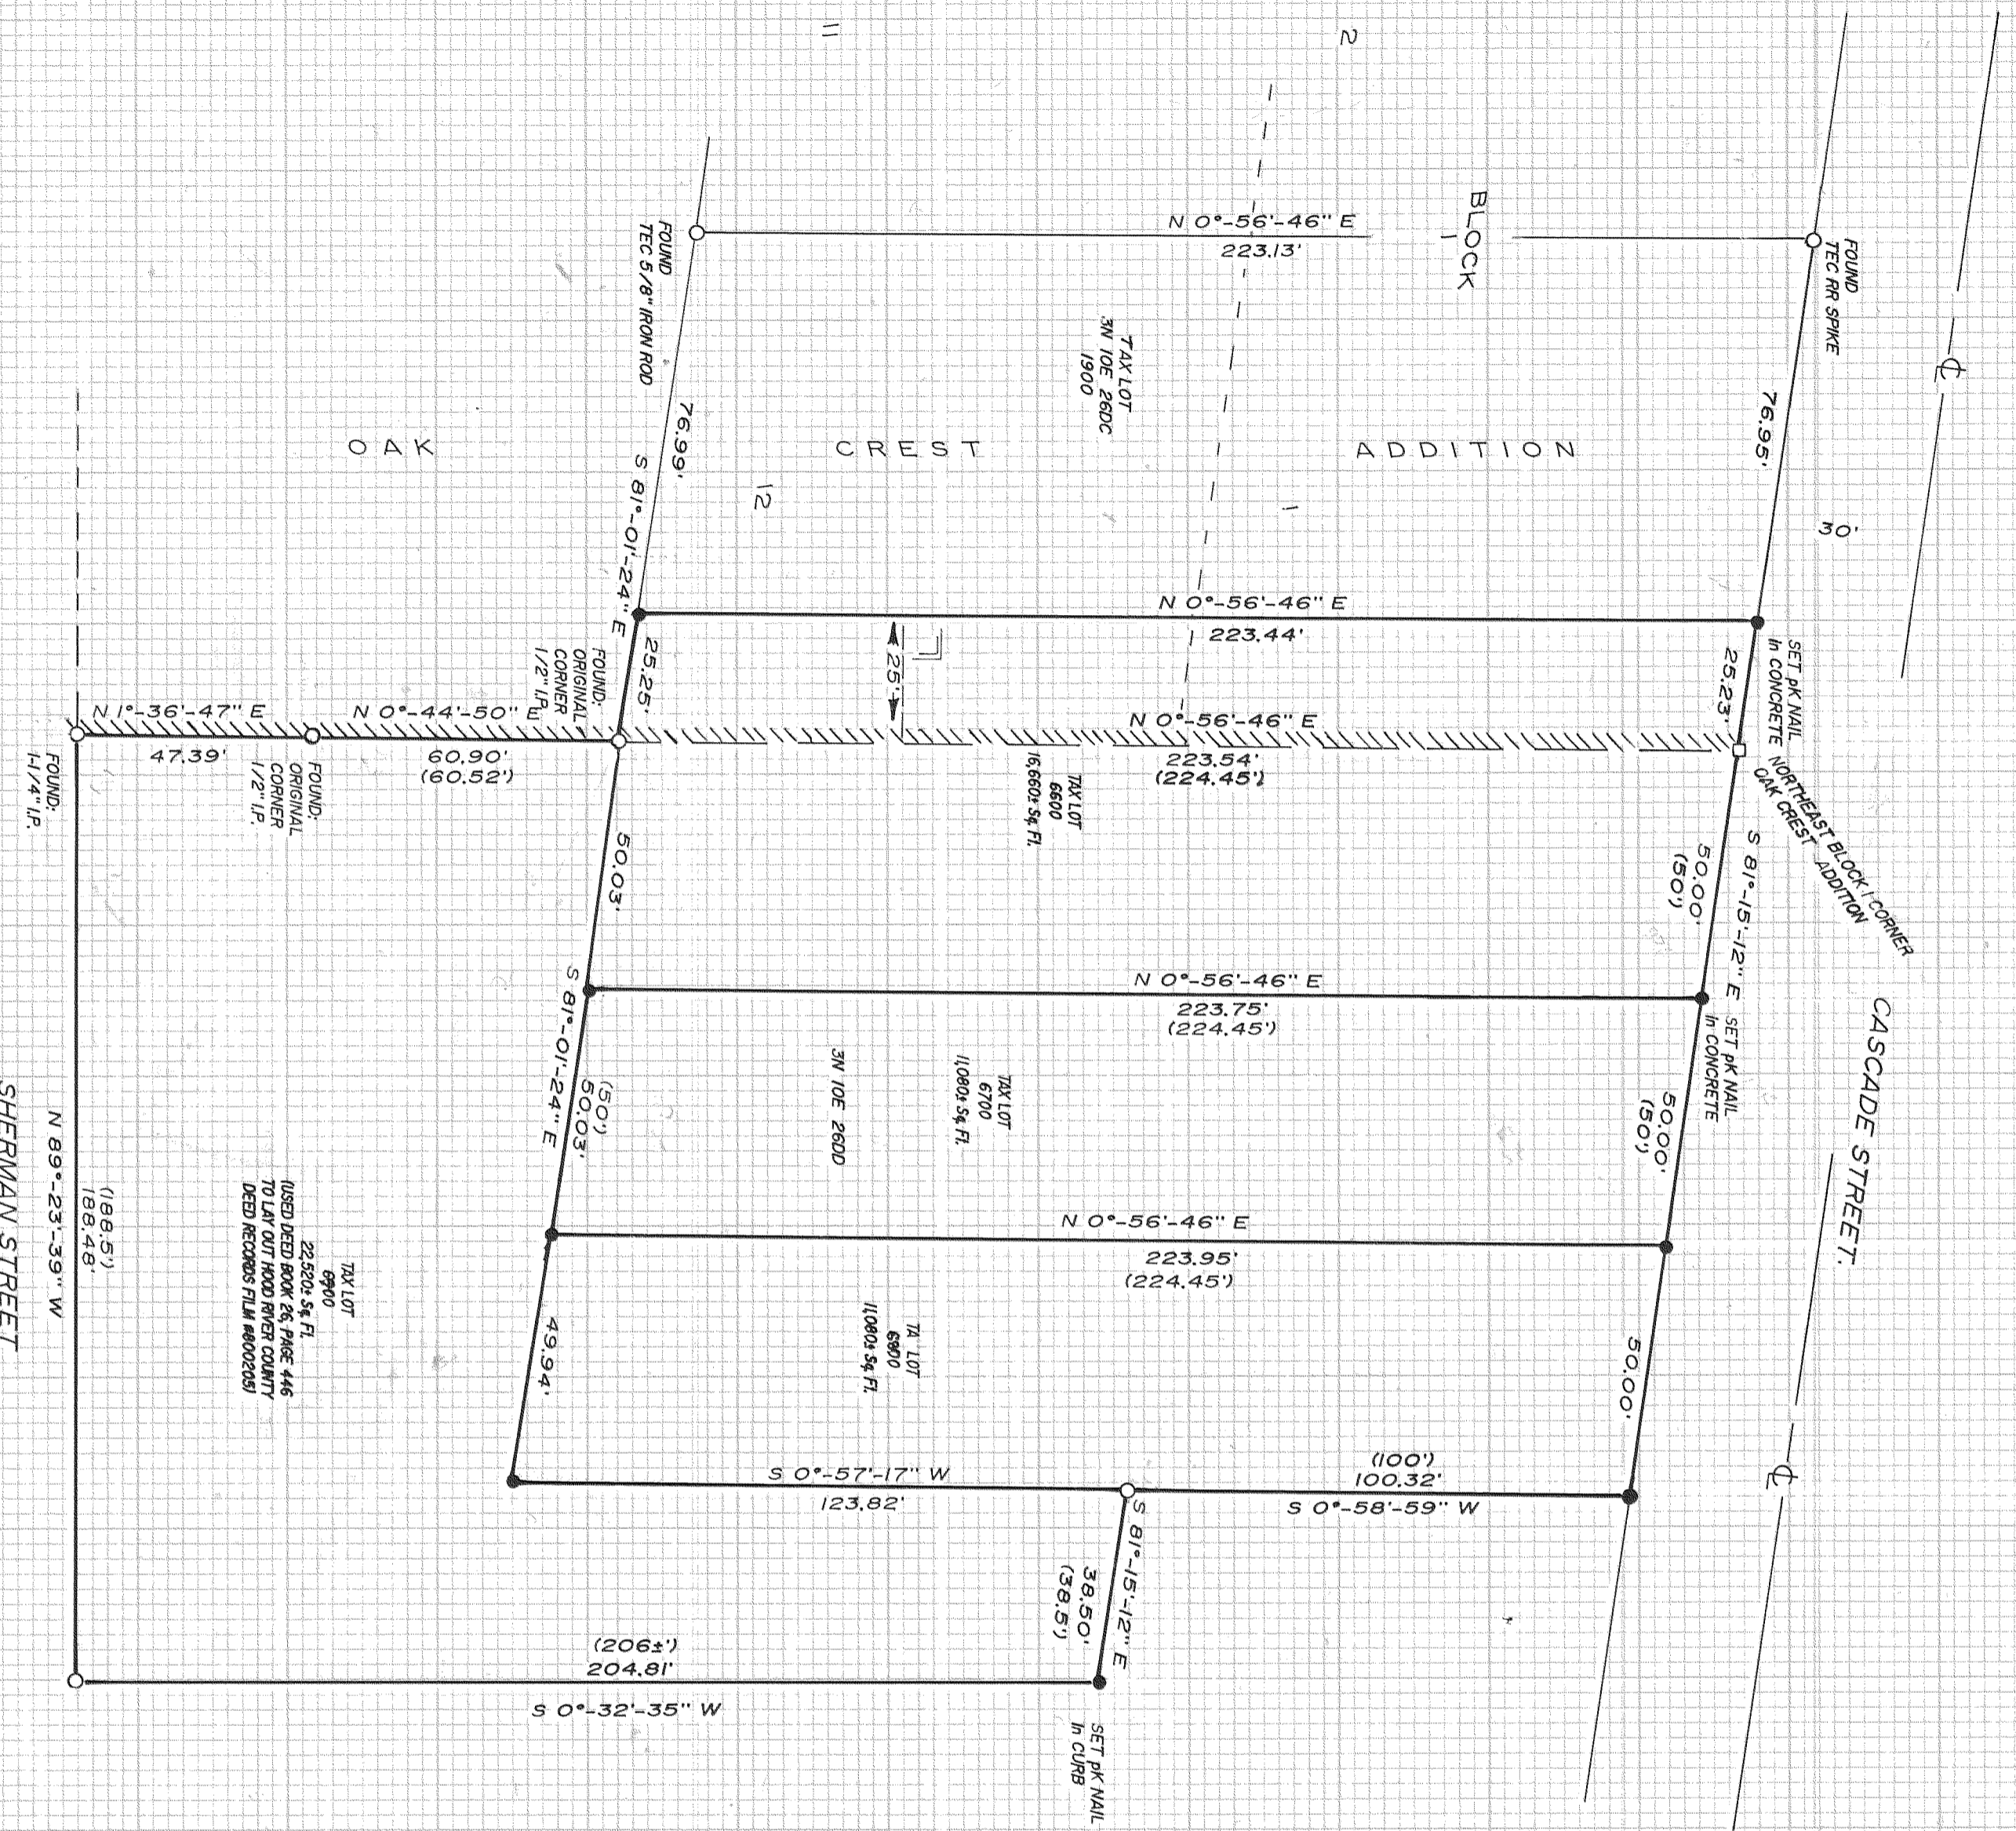 11
2
BLOCK
N 0°-56'-46" E
223.13'
FOUND
TEC RR SPIKE
FOUND
TEC 5/8" IRON ROD
℄
TAX LOT
3N 10E 26DC
1900
76.99'
76.95'
OAK CREST ADDITION
S 81°-01'-24" E
12
1
30'
N 0°-56'-46" E
223.44'
SET pK NAIL
In CONCRETE
25.25'
25.23'
25'
FOUND:
ORIGINAL
CORNER
1/2" I.P.
N 1°-36'-47" E
47.39'
N 0°-44'-50" E
60.90'
(60.52')
N 0°-56'-46" E
223.54'
(224.45')
NORTHEAST BLOCK 1 CORNER
OAK CREST ADDITION
FOUND:
1-1/4" I.P.
FOUND:
ORIGINAL
CORNER
1/2" I.P.
TAX LOT
6600
16,660± Sq. Ft.
50.03'
50.00'
(50')
S 81°-15'-12" E
N 0°-56'-46" E
223.75'
(224.45')
SET pK NAIL
In CONCRETE
CASCADE STREET.
S 81°-01'-24" E
(50')
50.03'
3N 10E 26DD
TAX LOT
6700
11,080± Sq. Ft.
50.00'
(50')
N 0°-56'-46" E
223.95'
(224.45')
SHERMAN STREET
N 89°-23'-39" W
(188.5')
188.48'
TAX LOT
6900
22,520± Sq. Ft.
(USED DEED BOOK 26, PAGE 446
TO LAY OUT HOOD RIVER COUNTY
DEED RECORDS FILM #800205)
49.94'
TA LOT
6800
11,080± Sq. Ft.
50.00'
℄
S 0°-57'-17" W
123.82'
(100')
100.32'
S 0°-58'-59" W
S 81°-15'-12" E
38.50'
(38.5')
(206±')
204.81'
S 0°-32'-35" W
SET pK NAIL
In CURB